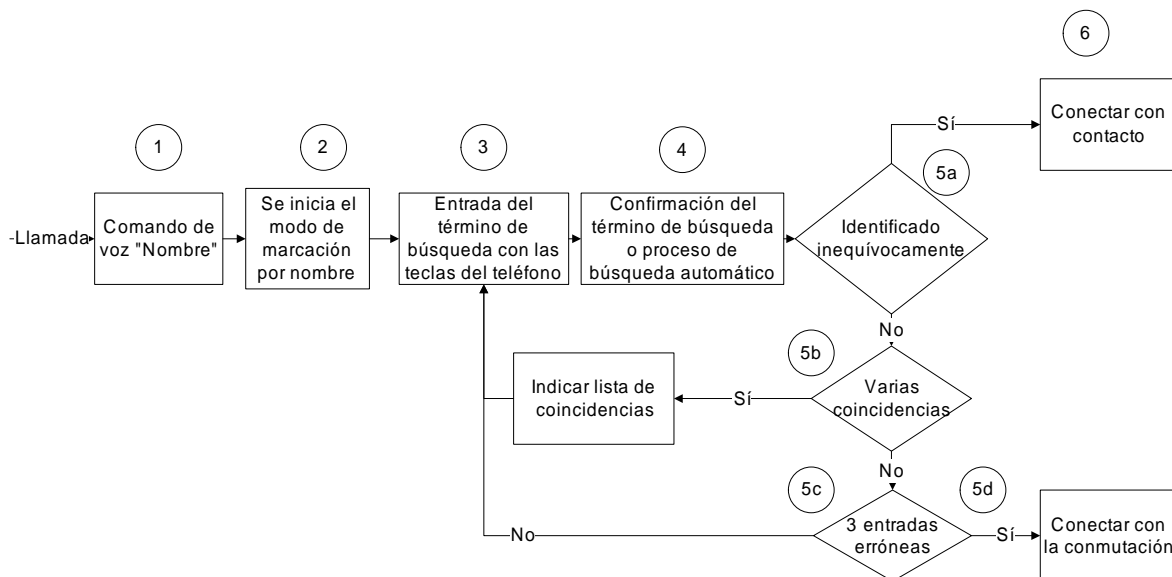 6
Conectar con
contacto
Sí
1
2
3
4
5a
-Llamada
Comando de
voz "Nombre"
Se inicia el
modo de
marcación
por nombre
Entrada del
término de
búsqueda con las
teclas del teléfono
Confirmación del
término de búsqueda
o proceso de
búsqueda automático
Identificado
inequívocamente
No
5b
Indicar lista de
coincidencias
Sí
Varias
coincidencias
No
5c
5d
No
3 entradas
erróneas
Sí
Conectar con
la conmutación